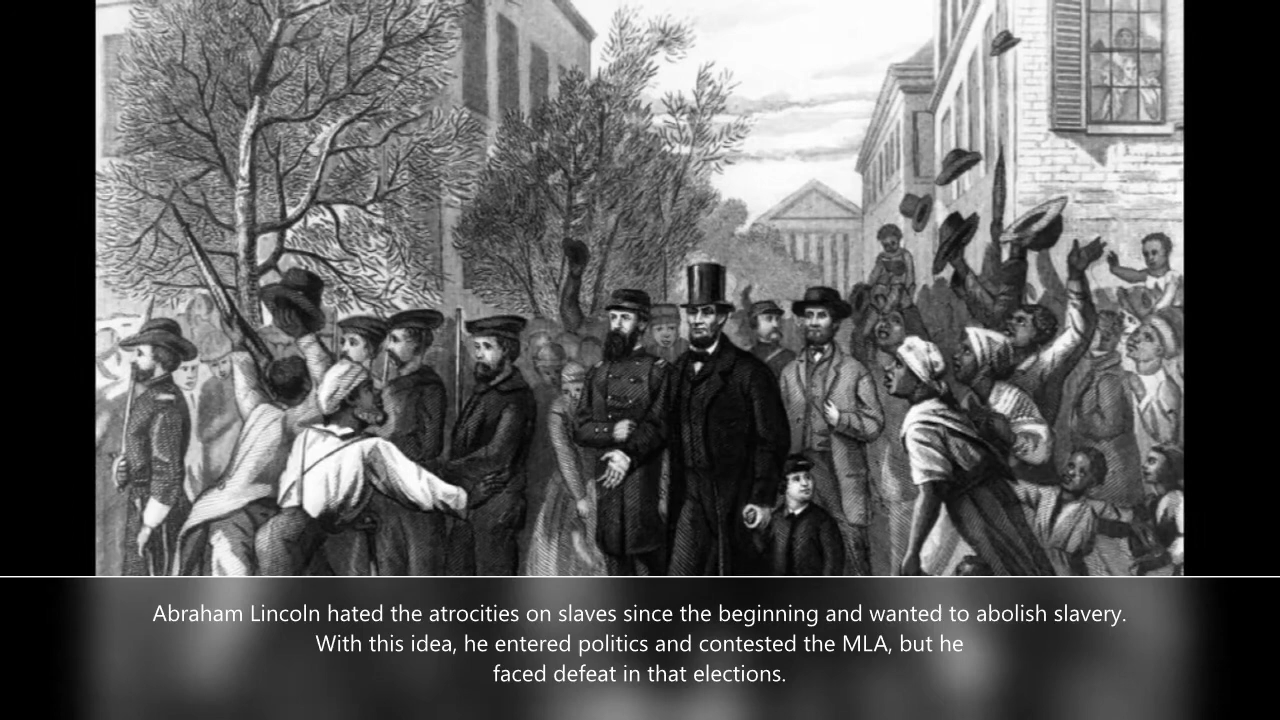 Abraham Lincoln hated the atrocities on slaves since the beginning and wanted to abolish slavery.
With this idea, he entered politics and contested the MLA, but he
faced defeat in that elections.